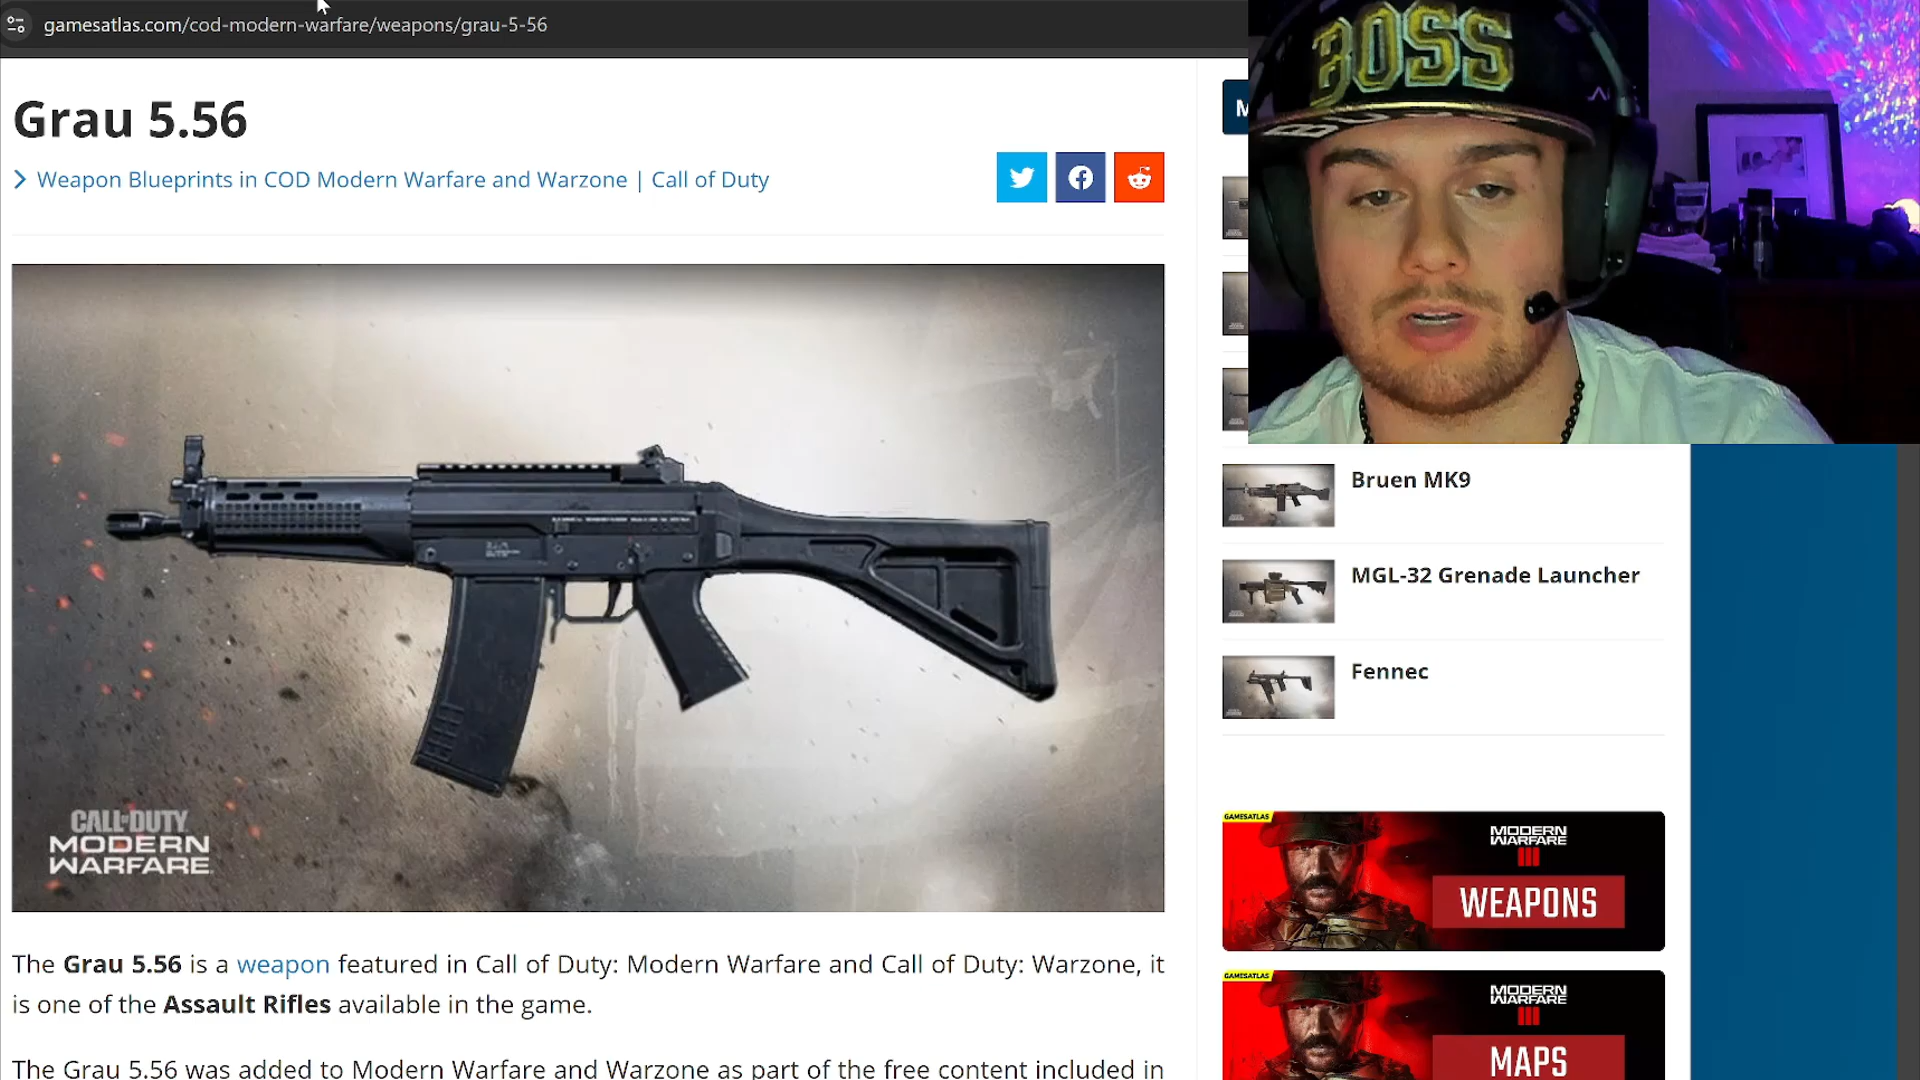 gamesatlas.com/cod-modern-warfare/weapons/grau-5-56
BOSS
Grau 5.56
Weapon Blueprints in COD Modern Warfare and Warzone | Call of Duty
CALL OF DUTY
MODERN
WARFARE
Bruen MK9
MGL-32 Grenade Launcher
Fennec
GAMESATLAS
MODERN
WARFARE
III
WEAPONS
GAMESATLAS
MODERN
WARFARE
III
MAPS
The Grau 5.56 is a weapon featured in Call of Duty: Modern Warfare and Call of Duty: Warzone, it
is one of the Assault Rifles available in the game.
The Grau 5.56 was added to Modern Warfare and Warzone as part of the free content included in